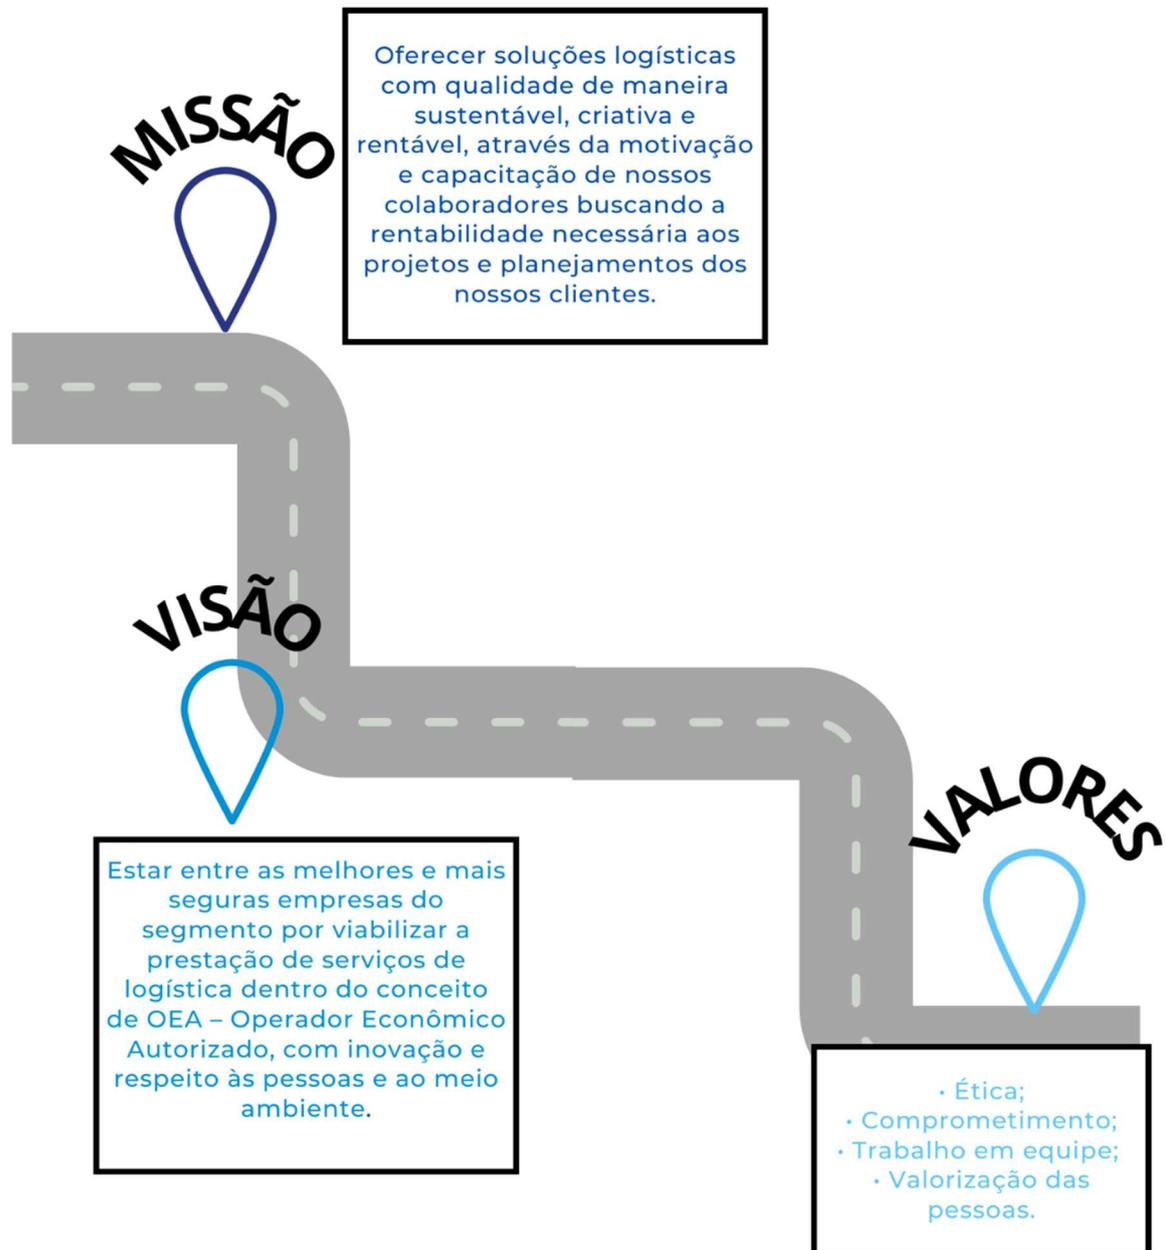 MISSÃO
Oferecer soluções logísticas
com qualidade de maneira
sustentável, criativa e
rentável, através da motivação
e capacitação de nossos
colaboradores buscando a
rentabilidade necessária aos
projetos e planejamentos dos
nossos clientes.
VISÃO
Estar entre as melhores e mais
seguras empresas do
segmento por viabilizar a
prestação de serviços de
logística dentro do conceito
de OEA – Operador Econômico
Autorizado, com inovação e
respeito às pessoas e ao meio
ambiente.
VALORES
• Ética;
• Comprometimento;
• Trabalho em equipe;
• Valorização das
pessoas.